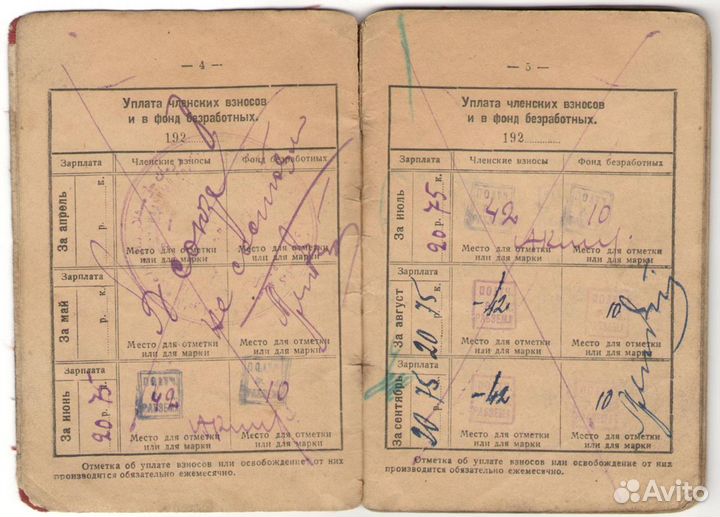 — 4 —
Уплата членских взносов
и в фонд безработных.
192
Зарплата Членские взносы Фонд безработных
За апрель
р. к.
В союзе
не состоял
Место для отметки Место для отметки
или для марки или для марки
Зарплата
За май
р. к.
Место для отметки Место для отметки
или для марки или для марки
Зарплата
За июнь
20 р. 75 к.
ПОЛУЧ
РАБЗЕМЛ
42 10
Место для отметки Место для отметки
или для марки или для марки
Отметка об уплате взносов или освобождение от них
производится обязательно ежемесячно.
— 5 —
Уплата членских взносов
и в фонд безработных.
192
Зарплата Членские взносы Фонд безработных
За июль
20 р. 75 к.
42 10
Место для отметки Место для отметки
или для марки или для марки
Зарплата
За август
20 75
-42 10
Место для отметки Место для отметки
или для марки или для марки
Зарплата
За сентябрь
20 75
-42 10
Место для отметки Место для отметки
или для марки или для марки
Отметка об уплате взносов или освобождение от них
производится обязательно ежемесячно.
Avito